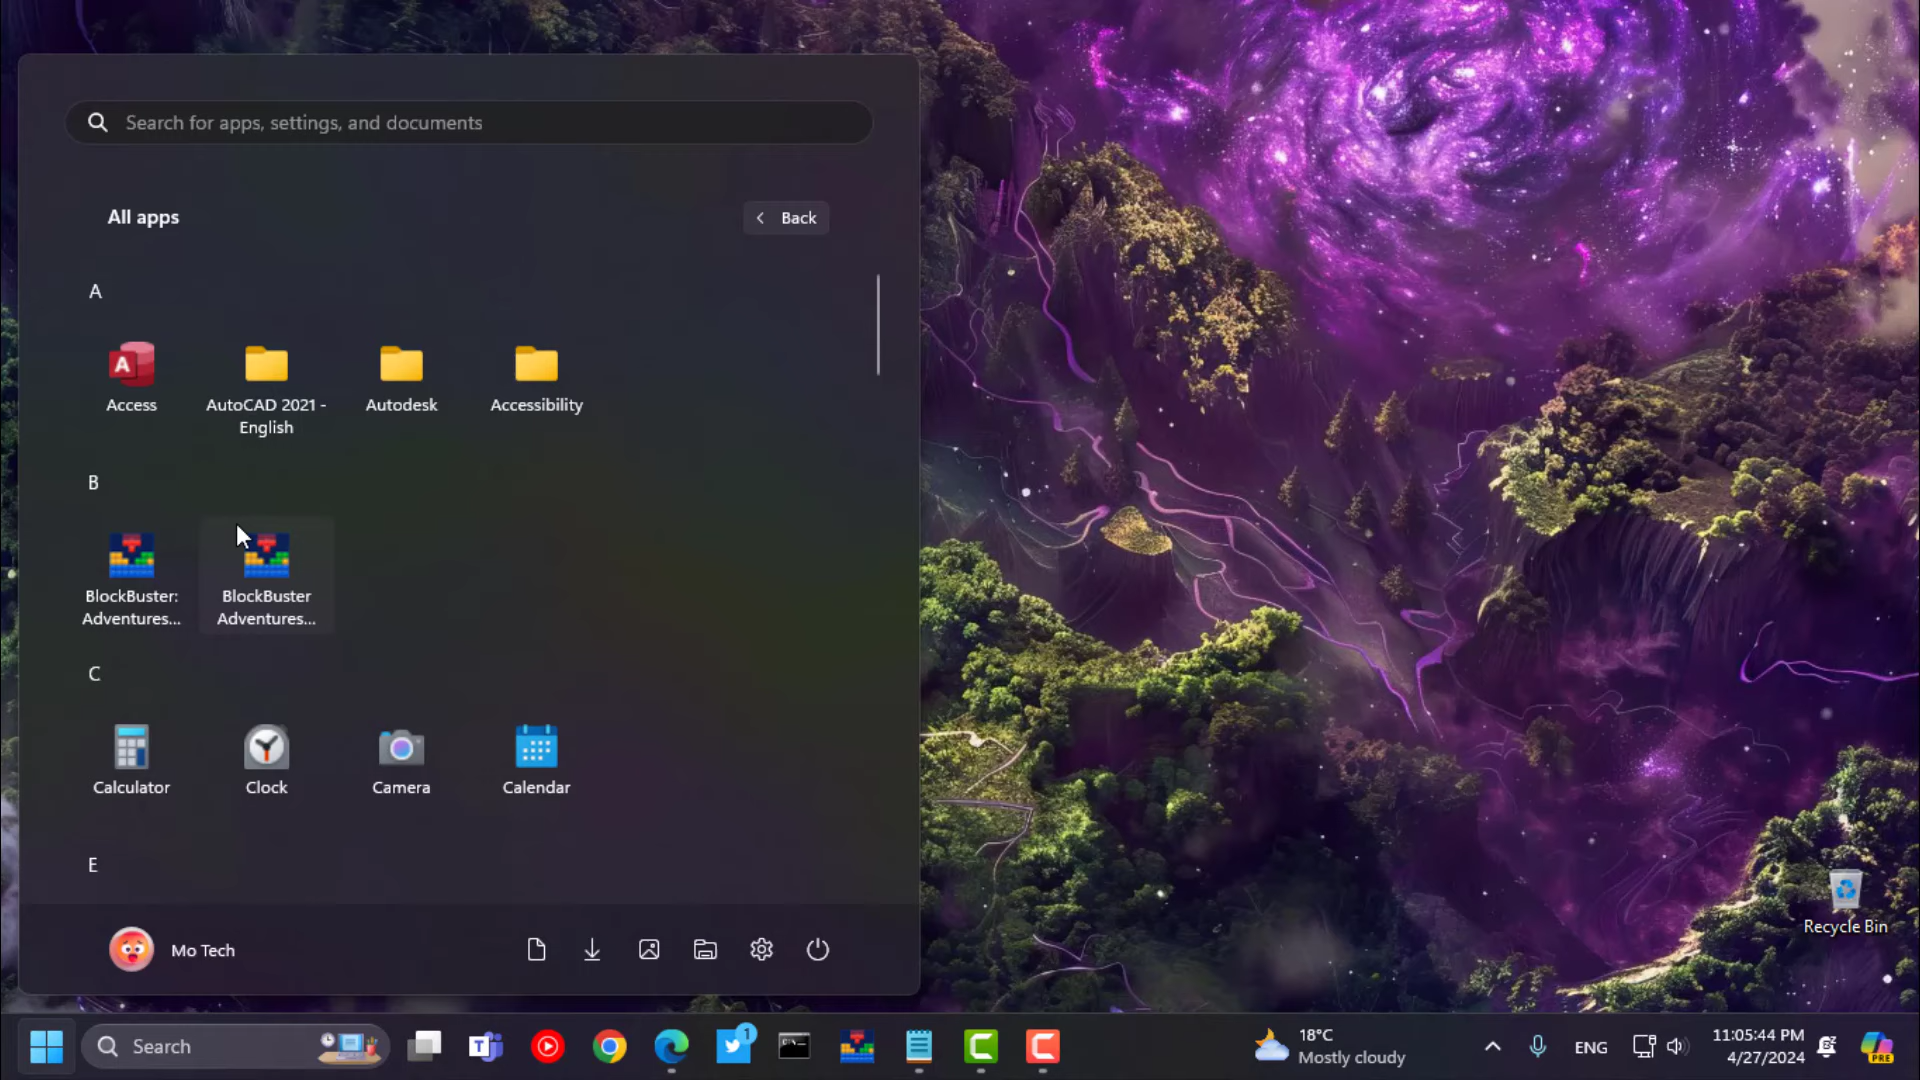 Search for apps, settings, and documents
All apps
Back
A
Access
AutoCAD 2021 -
English
Autodesk
Accessibility
B
BlockBuster:
Adventures...
BlockBuster
Adventures...
C
Calculator
Clock
Camera
Calendar
E
Mo Tech
Recycle Bin
Search
1
18°C
Mostly cloudy
ENG
11:05:44 PM
4/27/2024
PRE